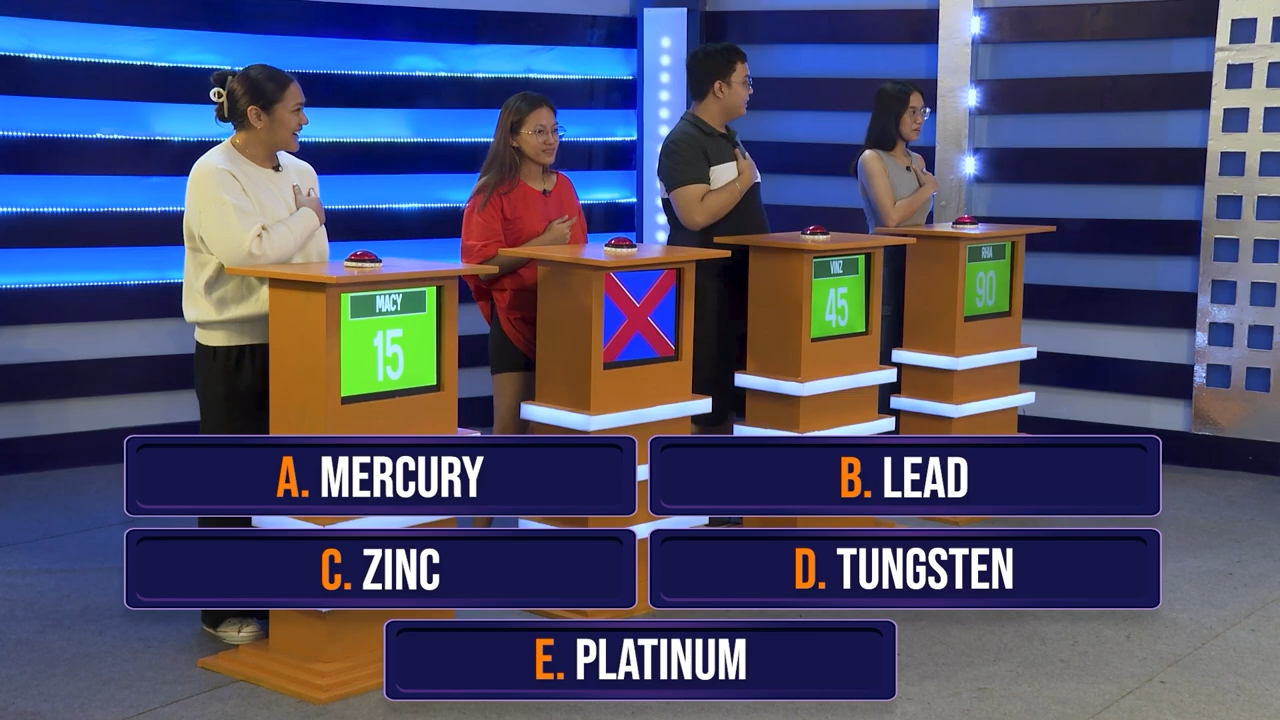 MACY
15
VINZ
45
RHIA
90
A. MERCURY
B. LEAD
C. ZINC
D. TUNGSTEN
E. PLATINUM